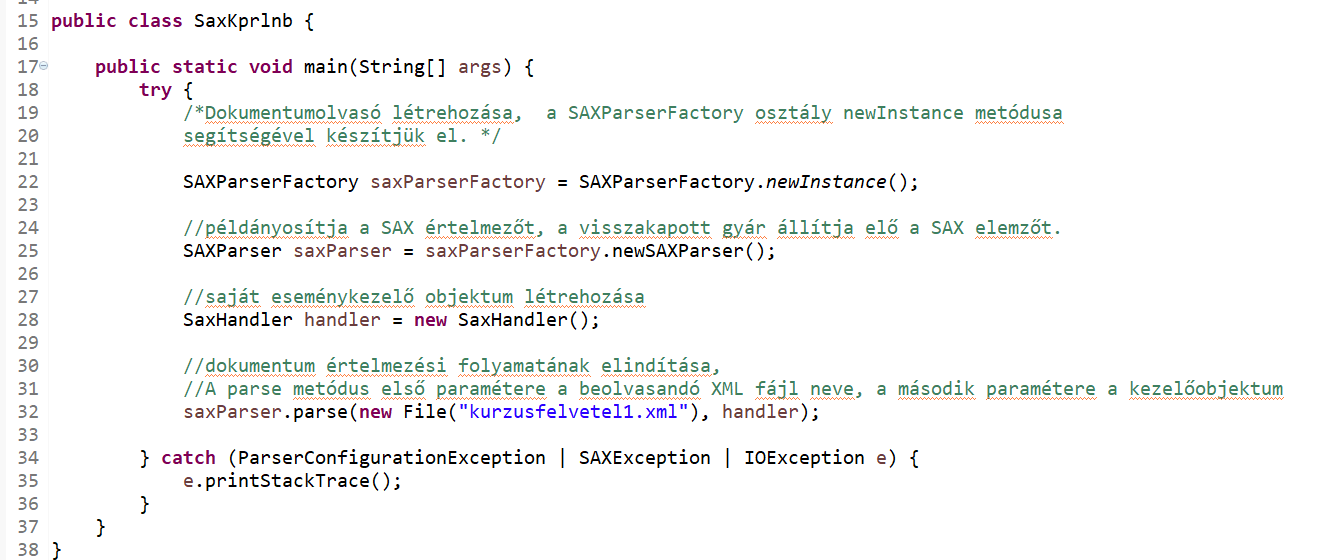 15 public class SaxKprlnb {
16
17 public static void main(String[] args) {
18 try {
19 /*Dokumentumolvasó létrehozása,  a SAXParserFactory osztály newInstance metódusa
20 segítségével készítjük el. */
21
22 SAXParserFactory saxParserFactory = SAXParserFactory.newInstance();
23
24 //példányosítja a SAX értelmezőt, a visszakapott gyár állítja elő a SAX elemzőt.
25 SAXParser saxParser = saxParserFactory.newSAXParser();
26
27 //saját eseménykezelő objektum létrehozása
28 SaxHandler handler = new SaxHandler();
29
30 //dokumentum értelmezési folyamatának elindítása,
31 //A parse metódus első paramétere a beolvasandó XML fájl neve, a második paramétere a kezelőobjektum
32 saxParser.parse(new File("kurzusfelvetel1.xml"), handler);
33
34 } catch (ParserConfigurationException | SAXException | IOException e) {
35 e.printStackTrace();
36 }
37 }
38 }